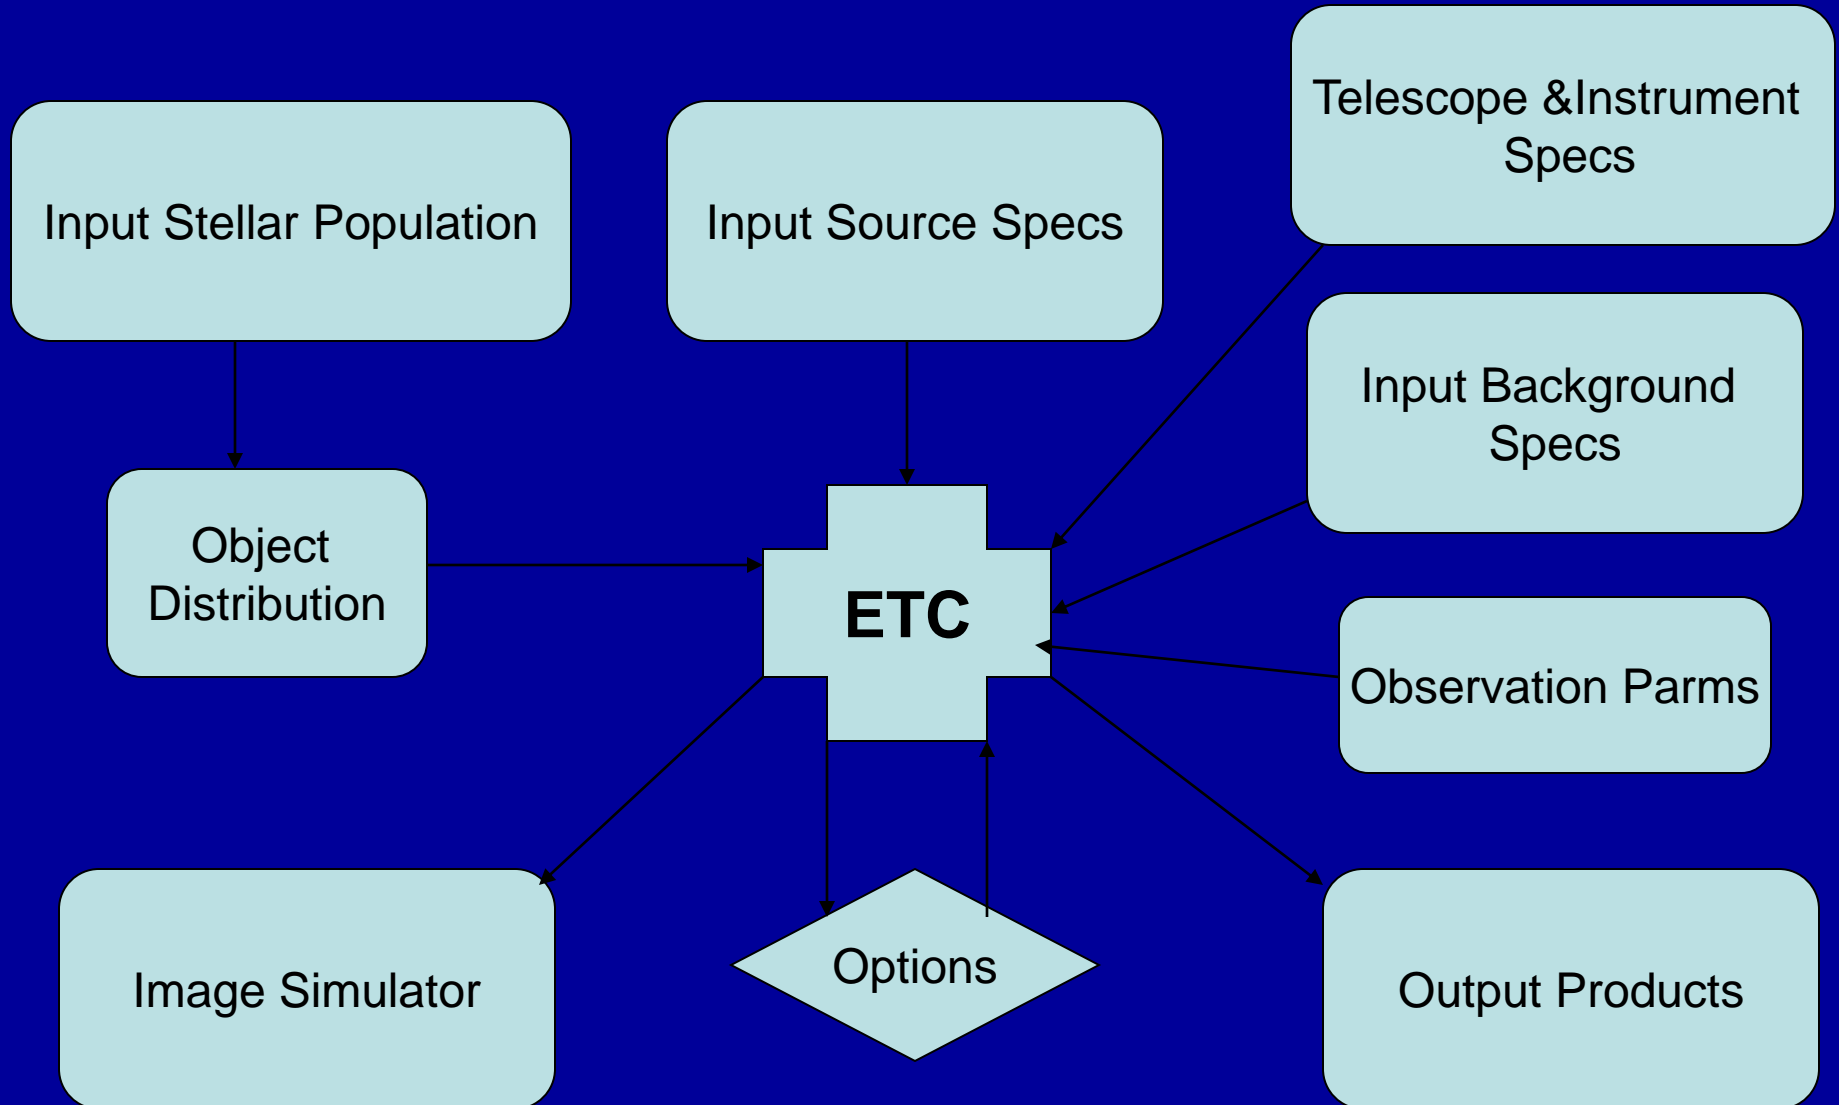 Telescope &Instrument
Specs
Input Stellar Population
Input Source Specs
Input Background
Specs
Object
Distribution
ETC
Observation Parms
Image Simulator
Options
Output Products